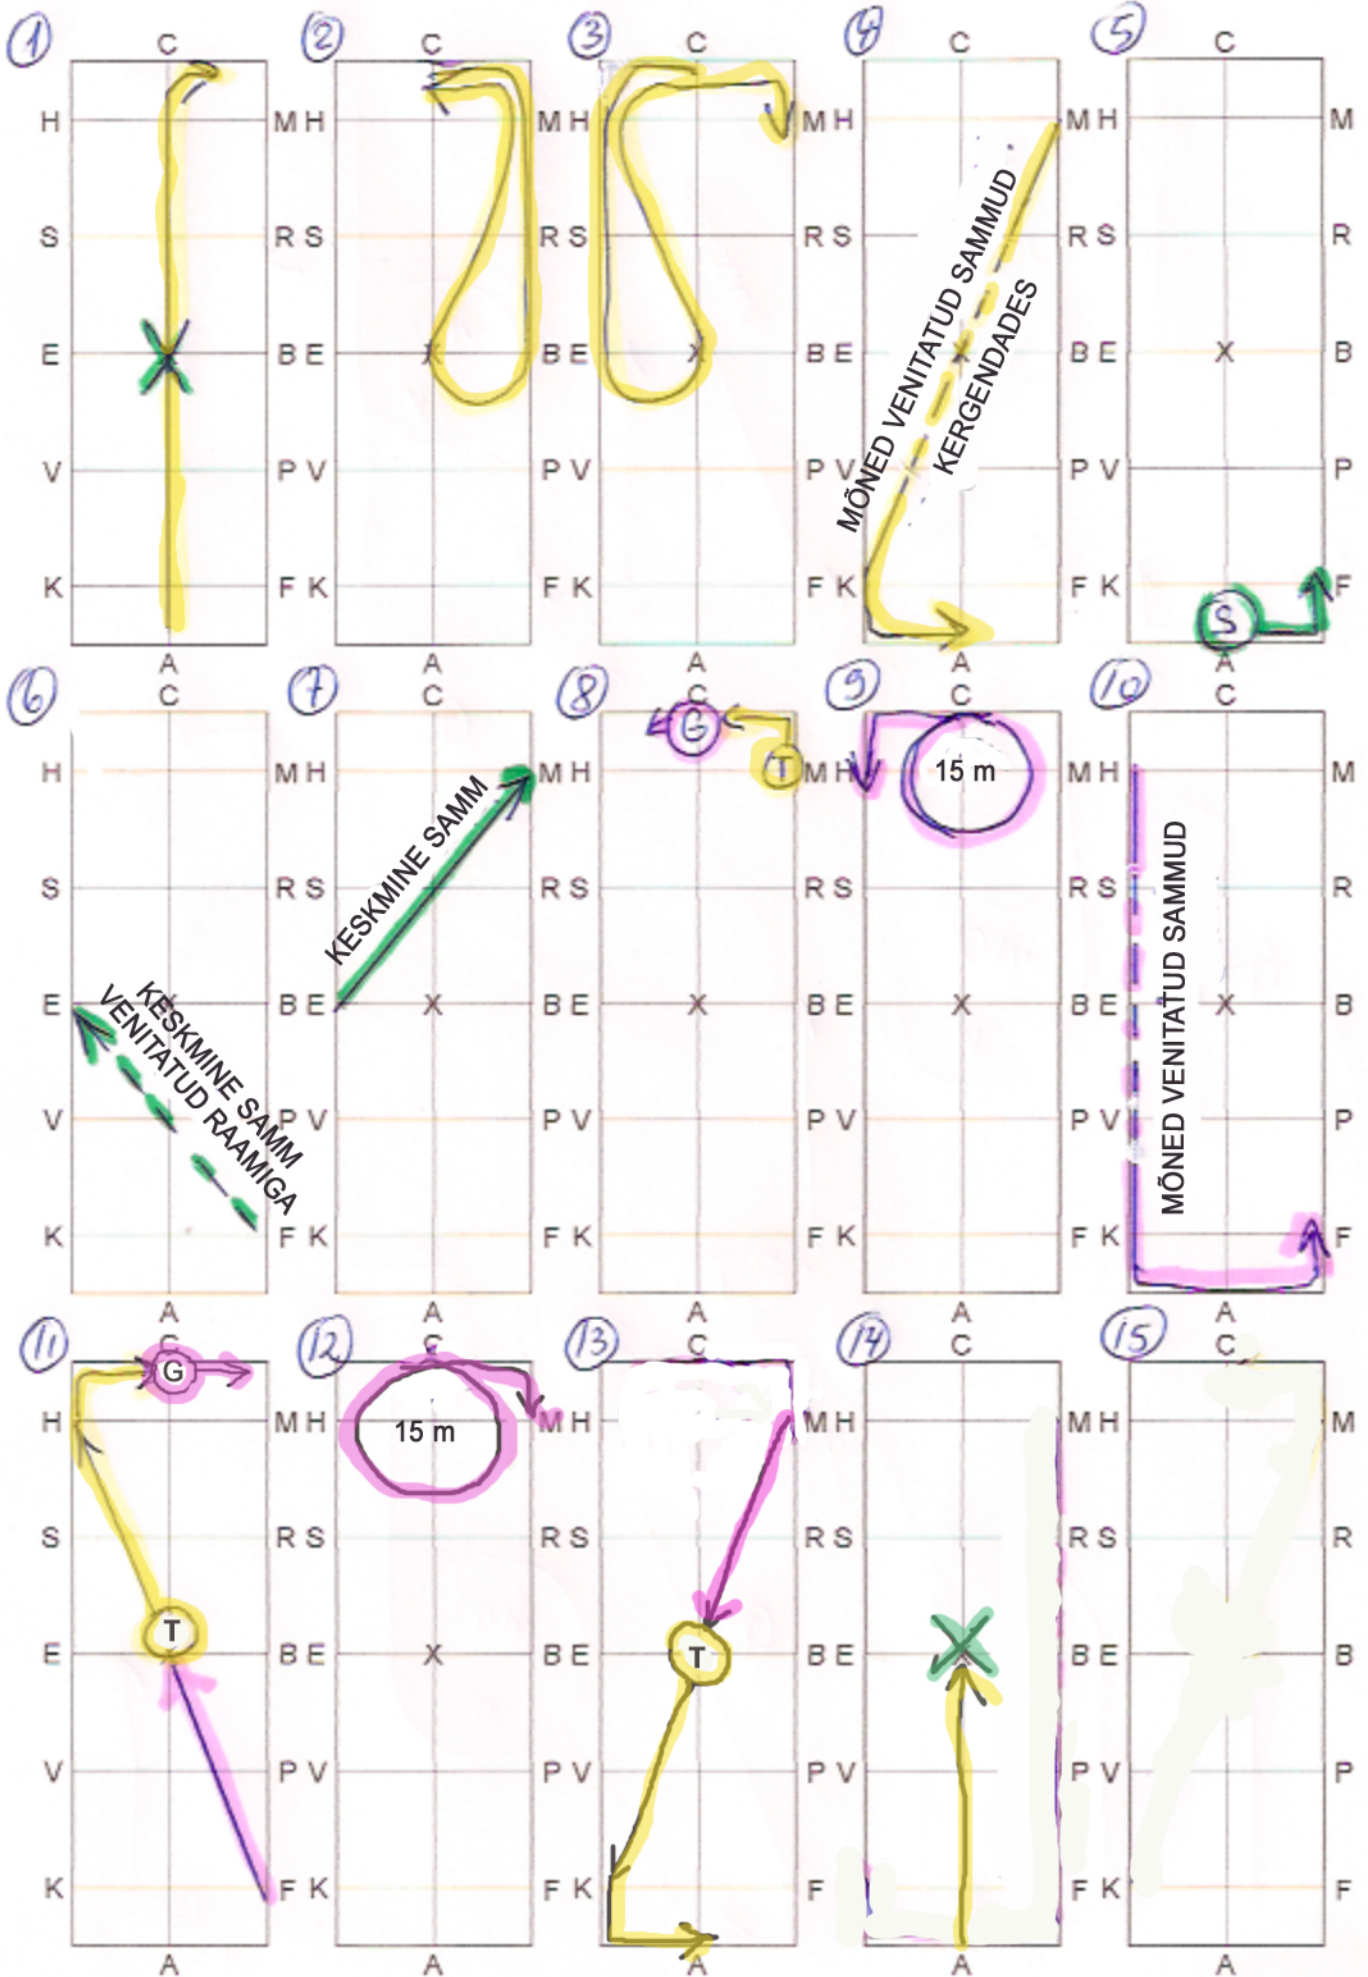 1 2 3 4 5
C C C C C
H M H M H M H M H M
S R S R S R S R S R
MÕNED VENITATUD SAMMUD
KERGENDADES
E X B E X B E X B E X B E X B
V P V P V P V P V P
K F K F K F K F K F
S
A A A A A
6 7 8 9 10
C C C C C
G
T
15 m
H M H M H M H M H M
KESKMINE SAMM
S R S R S R S R S R
MÕNED VENITATUD SAMMUD
E B E X B E X B E X B E X B
KESKMINE SAMM
VENITATUD RAAMIGA
V P V P V P V P V P
K F K F K F K F K F
A A A A A
11 12 13 14 15
C C C C C
G
15 m
H M H M H M H M H M
S R S R S R S R S R
T
T
E B E X B E B E X B E B
V P V P V P V P V P
K F K F K F F K F
A A A A A